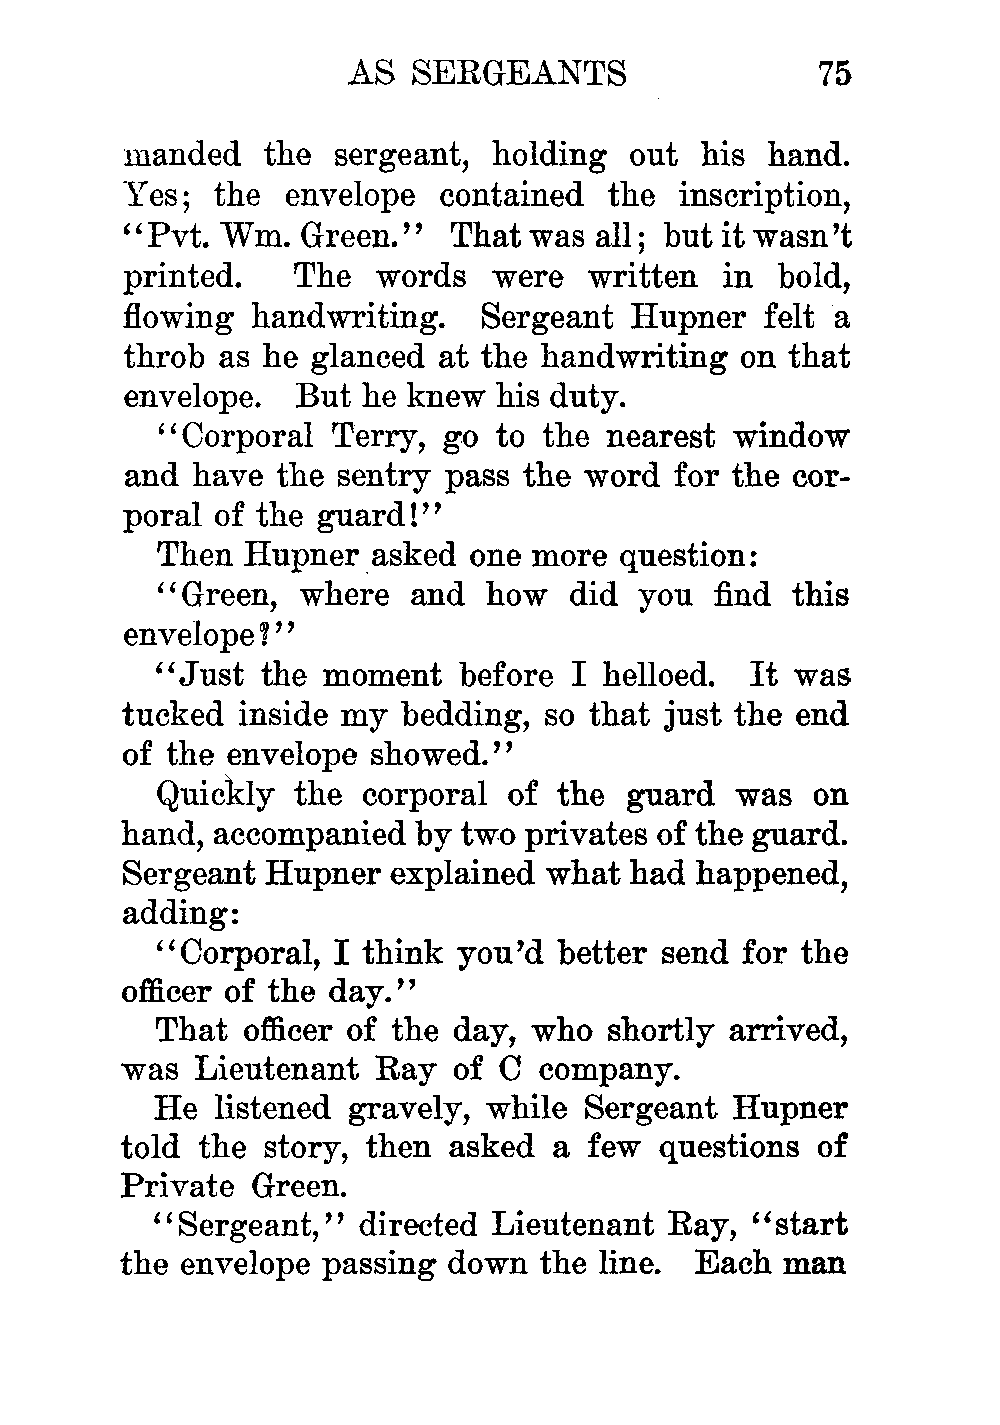 AS SERGEANTS 75
manded the sergeant, holding out his hand.
Yes; the envelope contained the inscription,
“Pvt. Wm. Green.” That was all; but it wasn’t
printed. The words were written in bold,
flowing handwriting. Sergeant Hupner felt a
throb as he glanced at the handwriting on that
envelope. But he knew his duty.
“Corporal Terry, go to the nearest window
and have the sentry pass the word for the cor-
poral of the guard!”
Then Hupner asked one more question:
“Green, where and how did you find this
envelope?”
“Just the moment before I helloed. It was
tucked inside my bedding, so that just the end
of the envelope showed.”
Quickly the corporal of the guard was on
hand, accompanied by two privates of the guard.
Sergeant Hupner explained what had happened,
adding:
“Corporal, I think you’d better send for the
officer of the day.”
That officer of the day, who shortly arrived,
was Lieutenant Ray of C company.
He listened gravely, while Sergeant Hupner
told the story, then asked a few questions of
Private Green.
“Sergeant,” directed Lieutenant Ray, “start
the envelope passing down the line. Each man